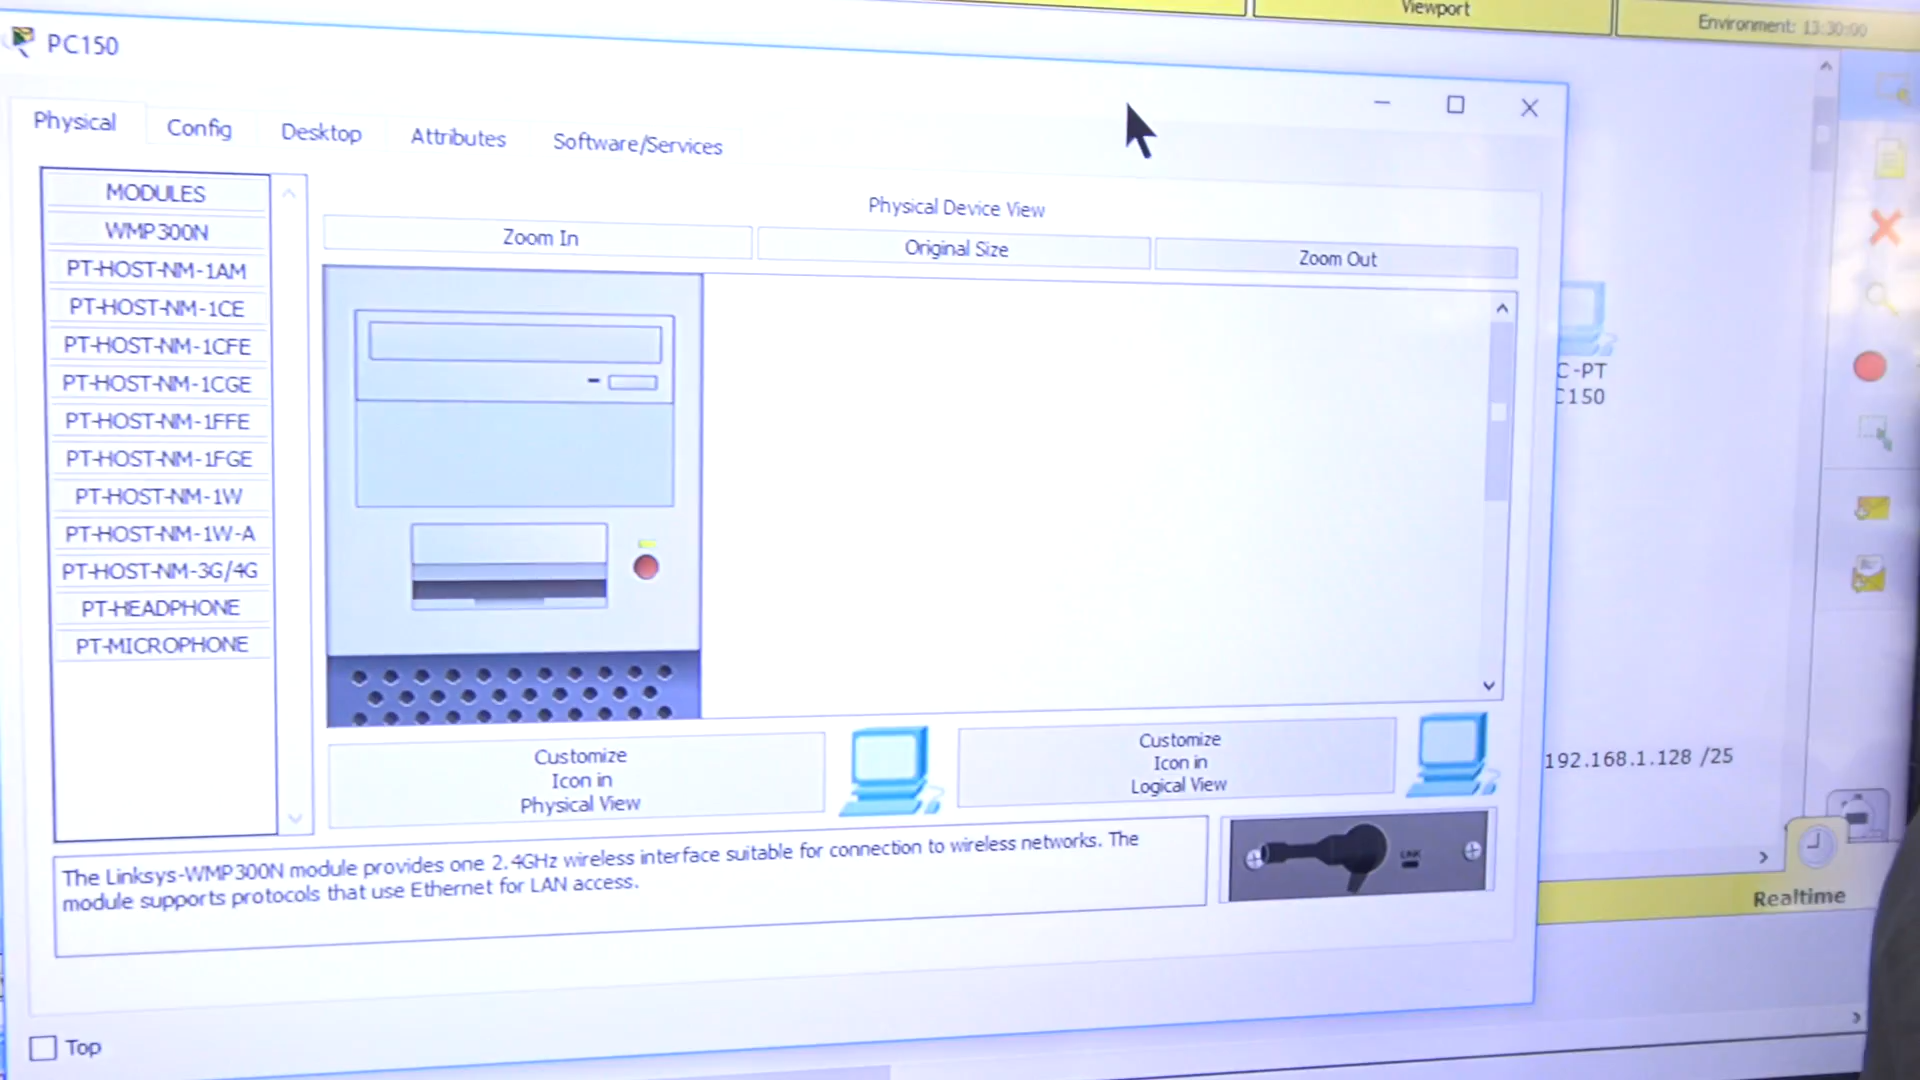 Viewport
Environment: 13:30:00
PC150
Physical
Config
Desktop
Attributes
Software/Services
MODULES
WMP300N
PT-HOST-NM-1AM
PT-HOST-NM-1CE
PT-HOST-NM-1CFE
PT-HOST-NM-1CGE
PT-HOST-NM-1FFE
PT-HOST-NM-1FGE
PT-HOST-NM-1W
PT-HOST-NM-1W-A
PT-HOST-NM-3G/4G
PT-HEADPHONE
PT-MICROPHONE
Physical Device View
Zoom In
Original Size
Zoom Out
C-PT
C150
Customize
Icon in
Physical View
Customize
Icon in
Logical View
192.168.1.128 /25
The Linksys-WMP300N module provides one 2.4GHz wireless interface suitable for connection to wireless networks. The
module supports protocols that use Ethernet for LAN access.
LINK
Realtime
Top